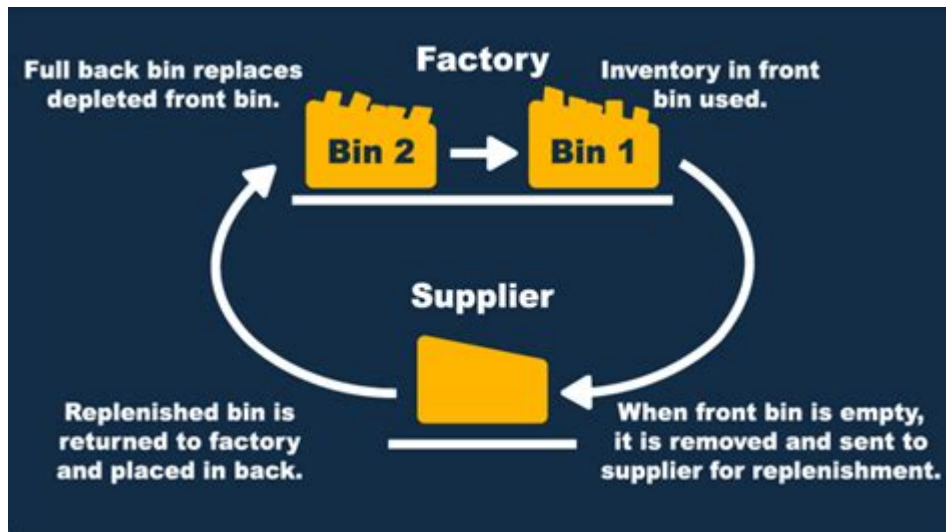 Factory
Full back bin replaces
depleted front bin.
Inventory in front
bin used.
Bin 2
Bin 1
Supplier
Replenished bin is
returned to factory
and placed in back.
When front bin is empty,
it is removed and sent to
supplier for replenishment.